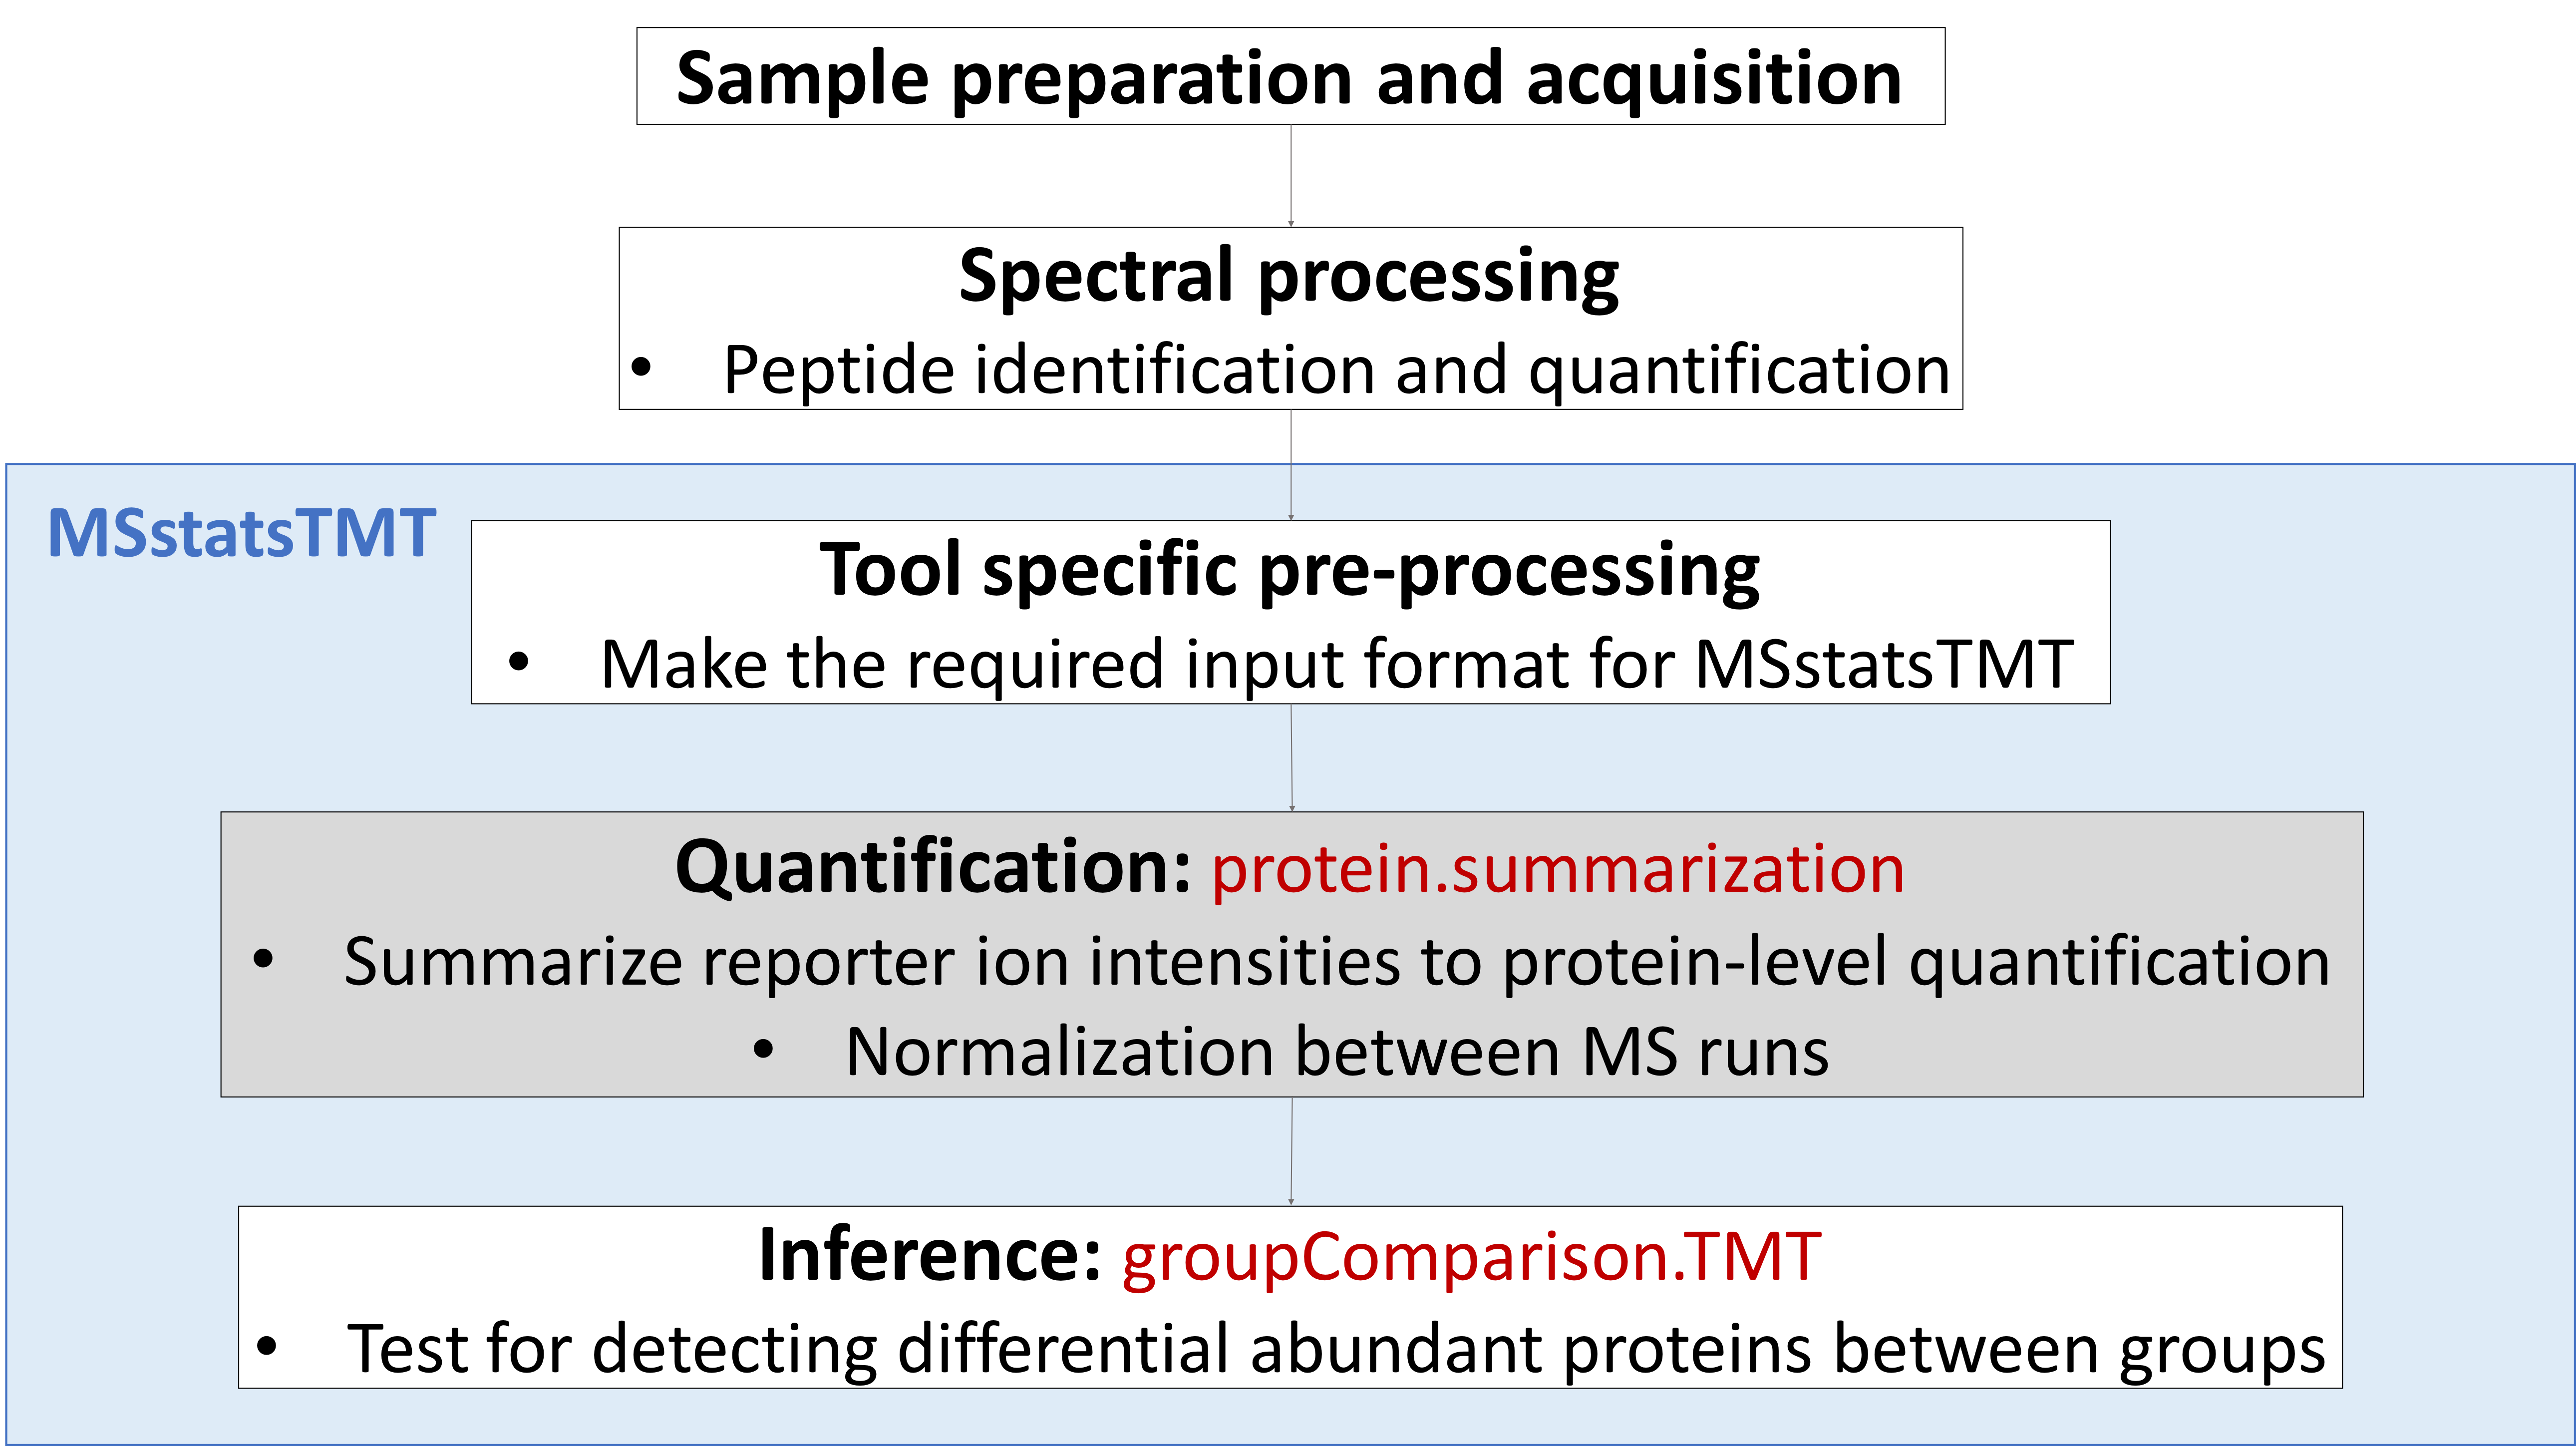 Sample preparation and acquisition
Spectral processing
• Peptide identification and quantification
MSstatsTMT
Tool specific pre-processing
• Make the required input format for MSstatsTMT
Quantification: protein.summarization
• Summarize reporter ion intensities to protein-level quantification
• Normalization between MS runs
Inference: groupComparison.TMT
• Test for detecting differential abundant proteins between groups